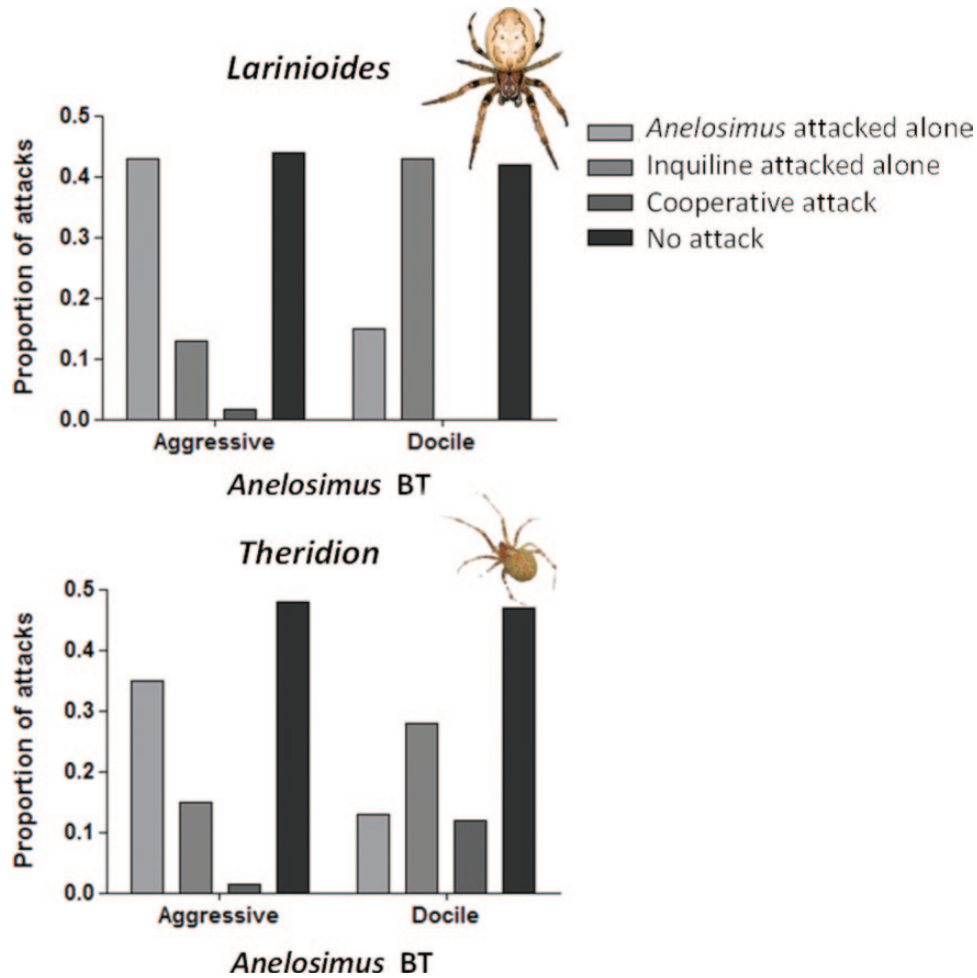 Larinioides
Anelosimus attacked alone
Inquiline attacked alone
Cooperative attack
No attack
Proportion of attacks
0.5
0.4
0.3
0.2
0.1
0.0
Aggressive Docile
Anelosimus BT
Theridion
Proportion of attacks
0.5
0.4
0.3
0.2
0.1
0.0
Aggressive Docile
Anelosimus BT